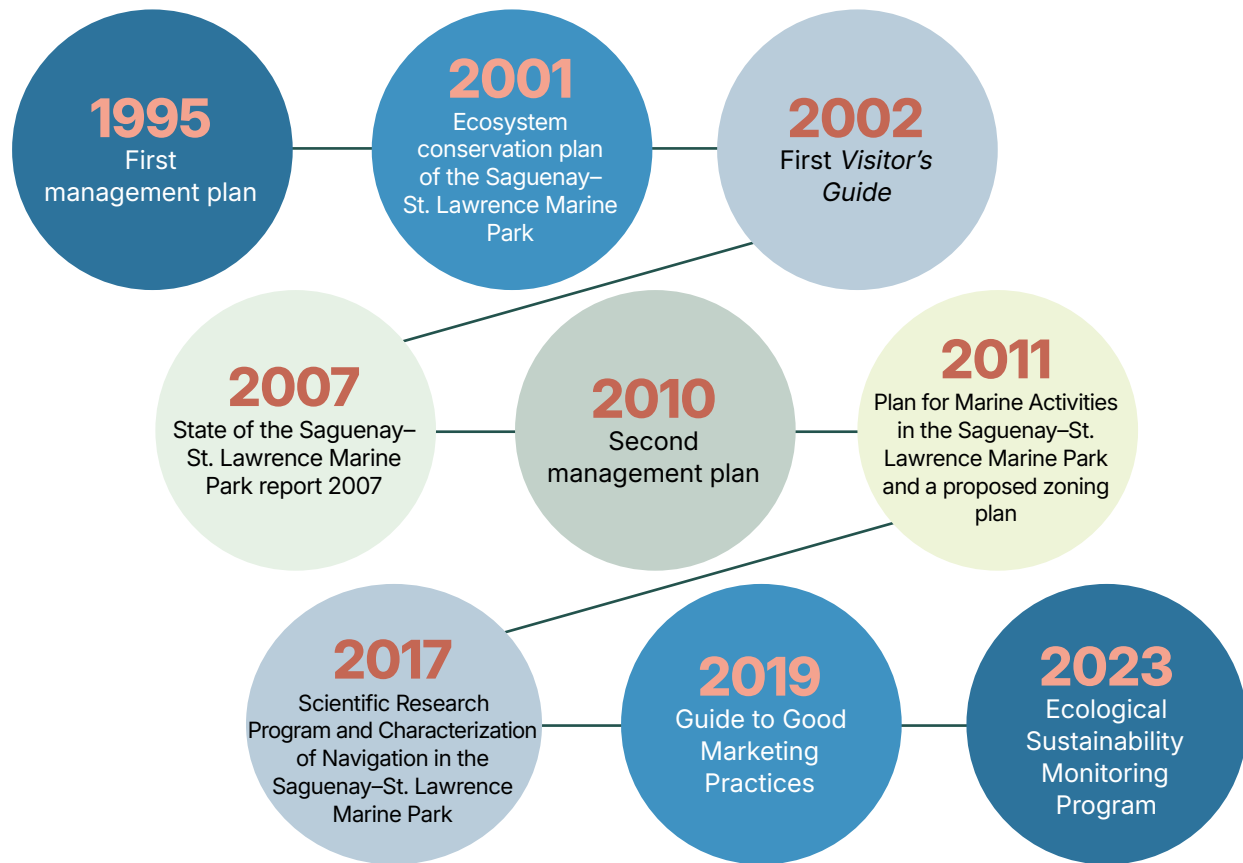 1995
First
management plan
2001
Ecosystem
conservation plan
of the Saguenay–
St. Lawrence Marine
Park
2002
First Visitor's
Guide
2007
State of the Saguenay–
St. Lawrence Marine
Park report 2007
2010
Second
management plan
2011
Plan for Marine Activities
in the Saguenay–St.
Lawrence Marine Park
and a proposed zoning
plan
2017
Scientific Research
Program and Characterization
of Navigation in the
Saguenay–St. Lawrence
Marine Park
2019
Guide to Good
Marketing
Practices
2023
Ecological
Sustainability
Monitoring
Program